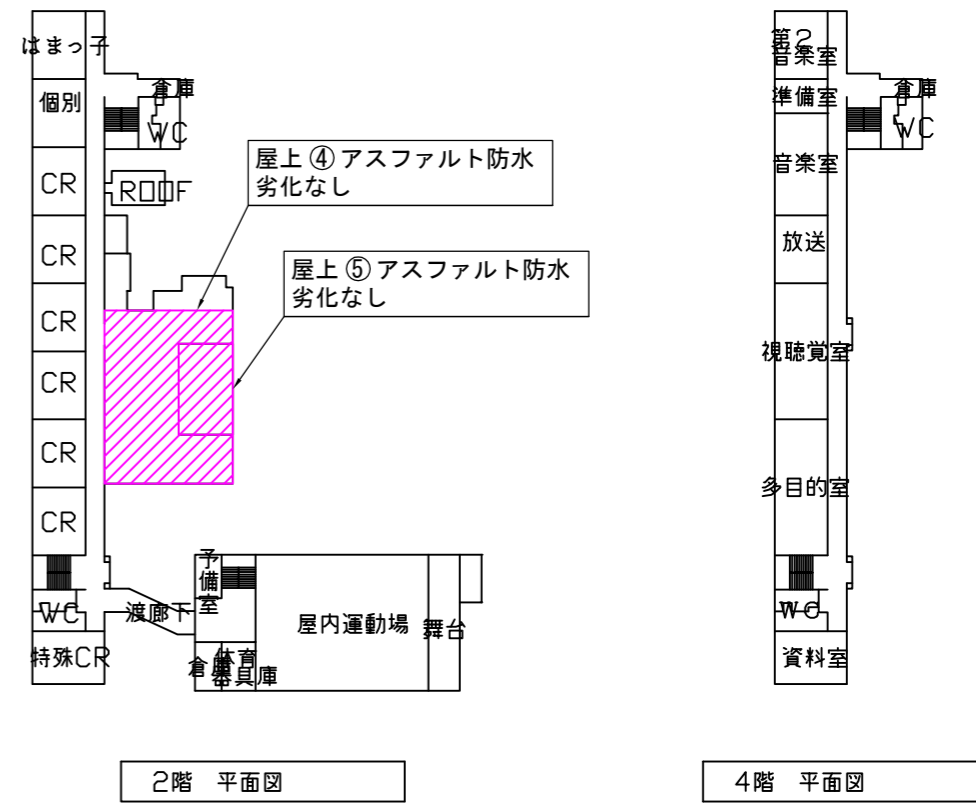 はまっ子
個別
倉庫
WC
CR
ROOF
CR
CR
CR
CR
CR
屋上④アスファルト防水
劣化なし
屋上⑤アスファルト防水
劣化なし
WC
特殊CR
渡廊下
予備室
倉庫
体育
器具庫
屋内運動場
舞台
2階 平面図
第2
音楽室
準備室
倉庫
WC
音楽室
放送
視聴覚室
多目的室
WC
資料室
4階 平面図